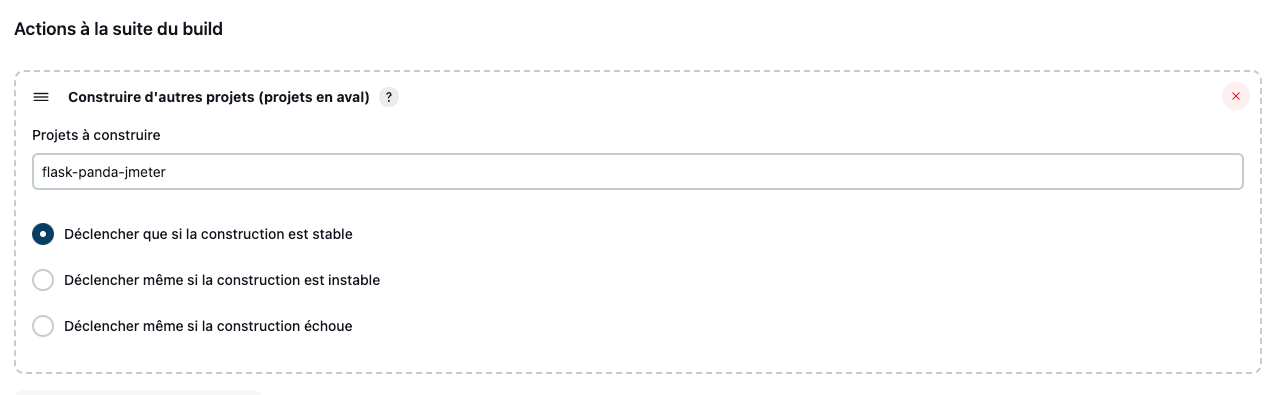 Actions à la suite du build
Construire d'autres projets (projets en aval) ?
Projets à construire
flask-panda-jmeter
Déclencher que si la construction est stable
Déclencher même si la construction est instable
Déclencher même si la construction échoue